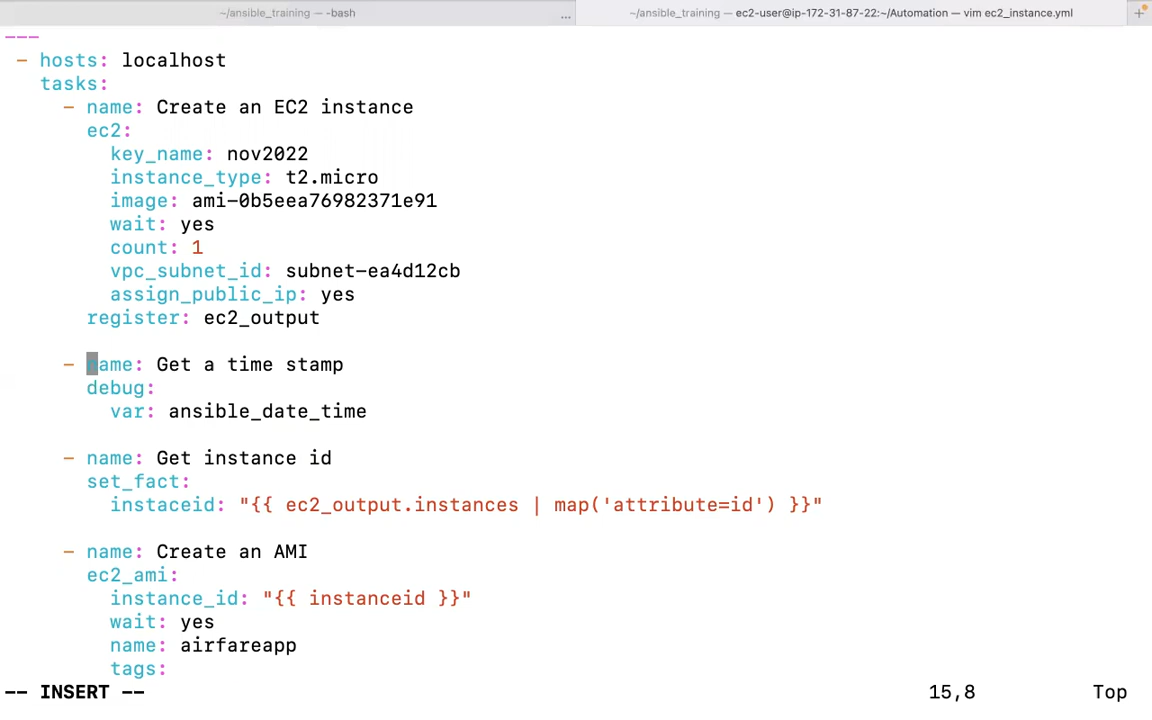 ~/ansible_training — -bash
...
~/ansible_training — ec2-user@ip-172-31-87-22:~/Automation — vim ec2_instance.yml
+
---
- hosts: localhost
  tasks:
    - name: Create an EC2 instance
      ec2:
        key_name: nov2022
        instance_type: t2.micro
        image: ami-0b5eea76982371e91
        wait: yes
        count: 1
        vpc_subnet_id: subnet-ea4d12cb
        assign_public_ip: yes
      register: ec2_output

    - name: Get a time stamp
      debug:
        var: ansible_date_time

    - name: Get instance id
      set_fact:
        instaceid: "{{ ec2_output.instances | map('attribute=id') }}"

    - name: Create an AMI
      ec2_ami:
        instance_id: "{{ instanceid }}"
        wait: yes
        name: airfareapp
        tags:
-- INSERT -- 15,8 Top